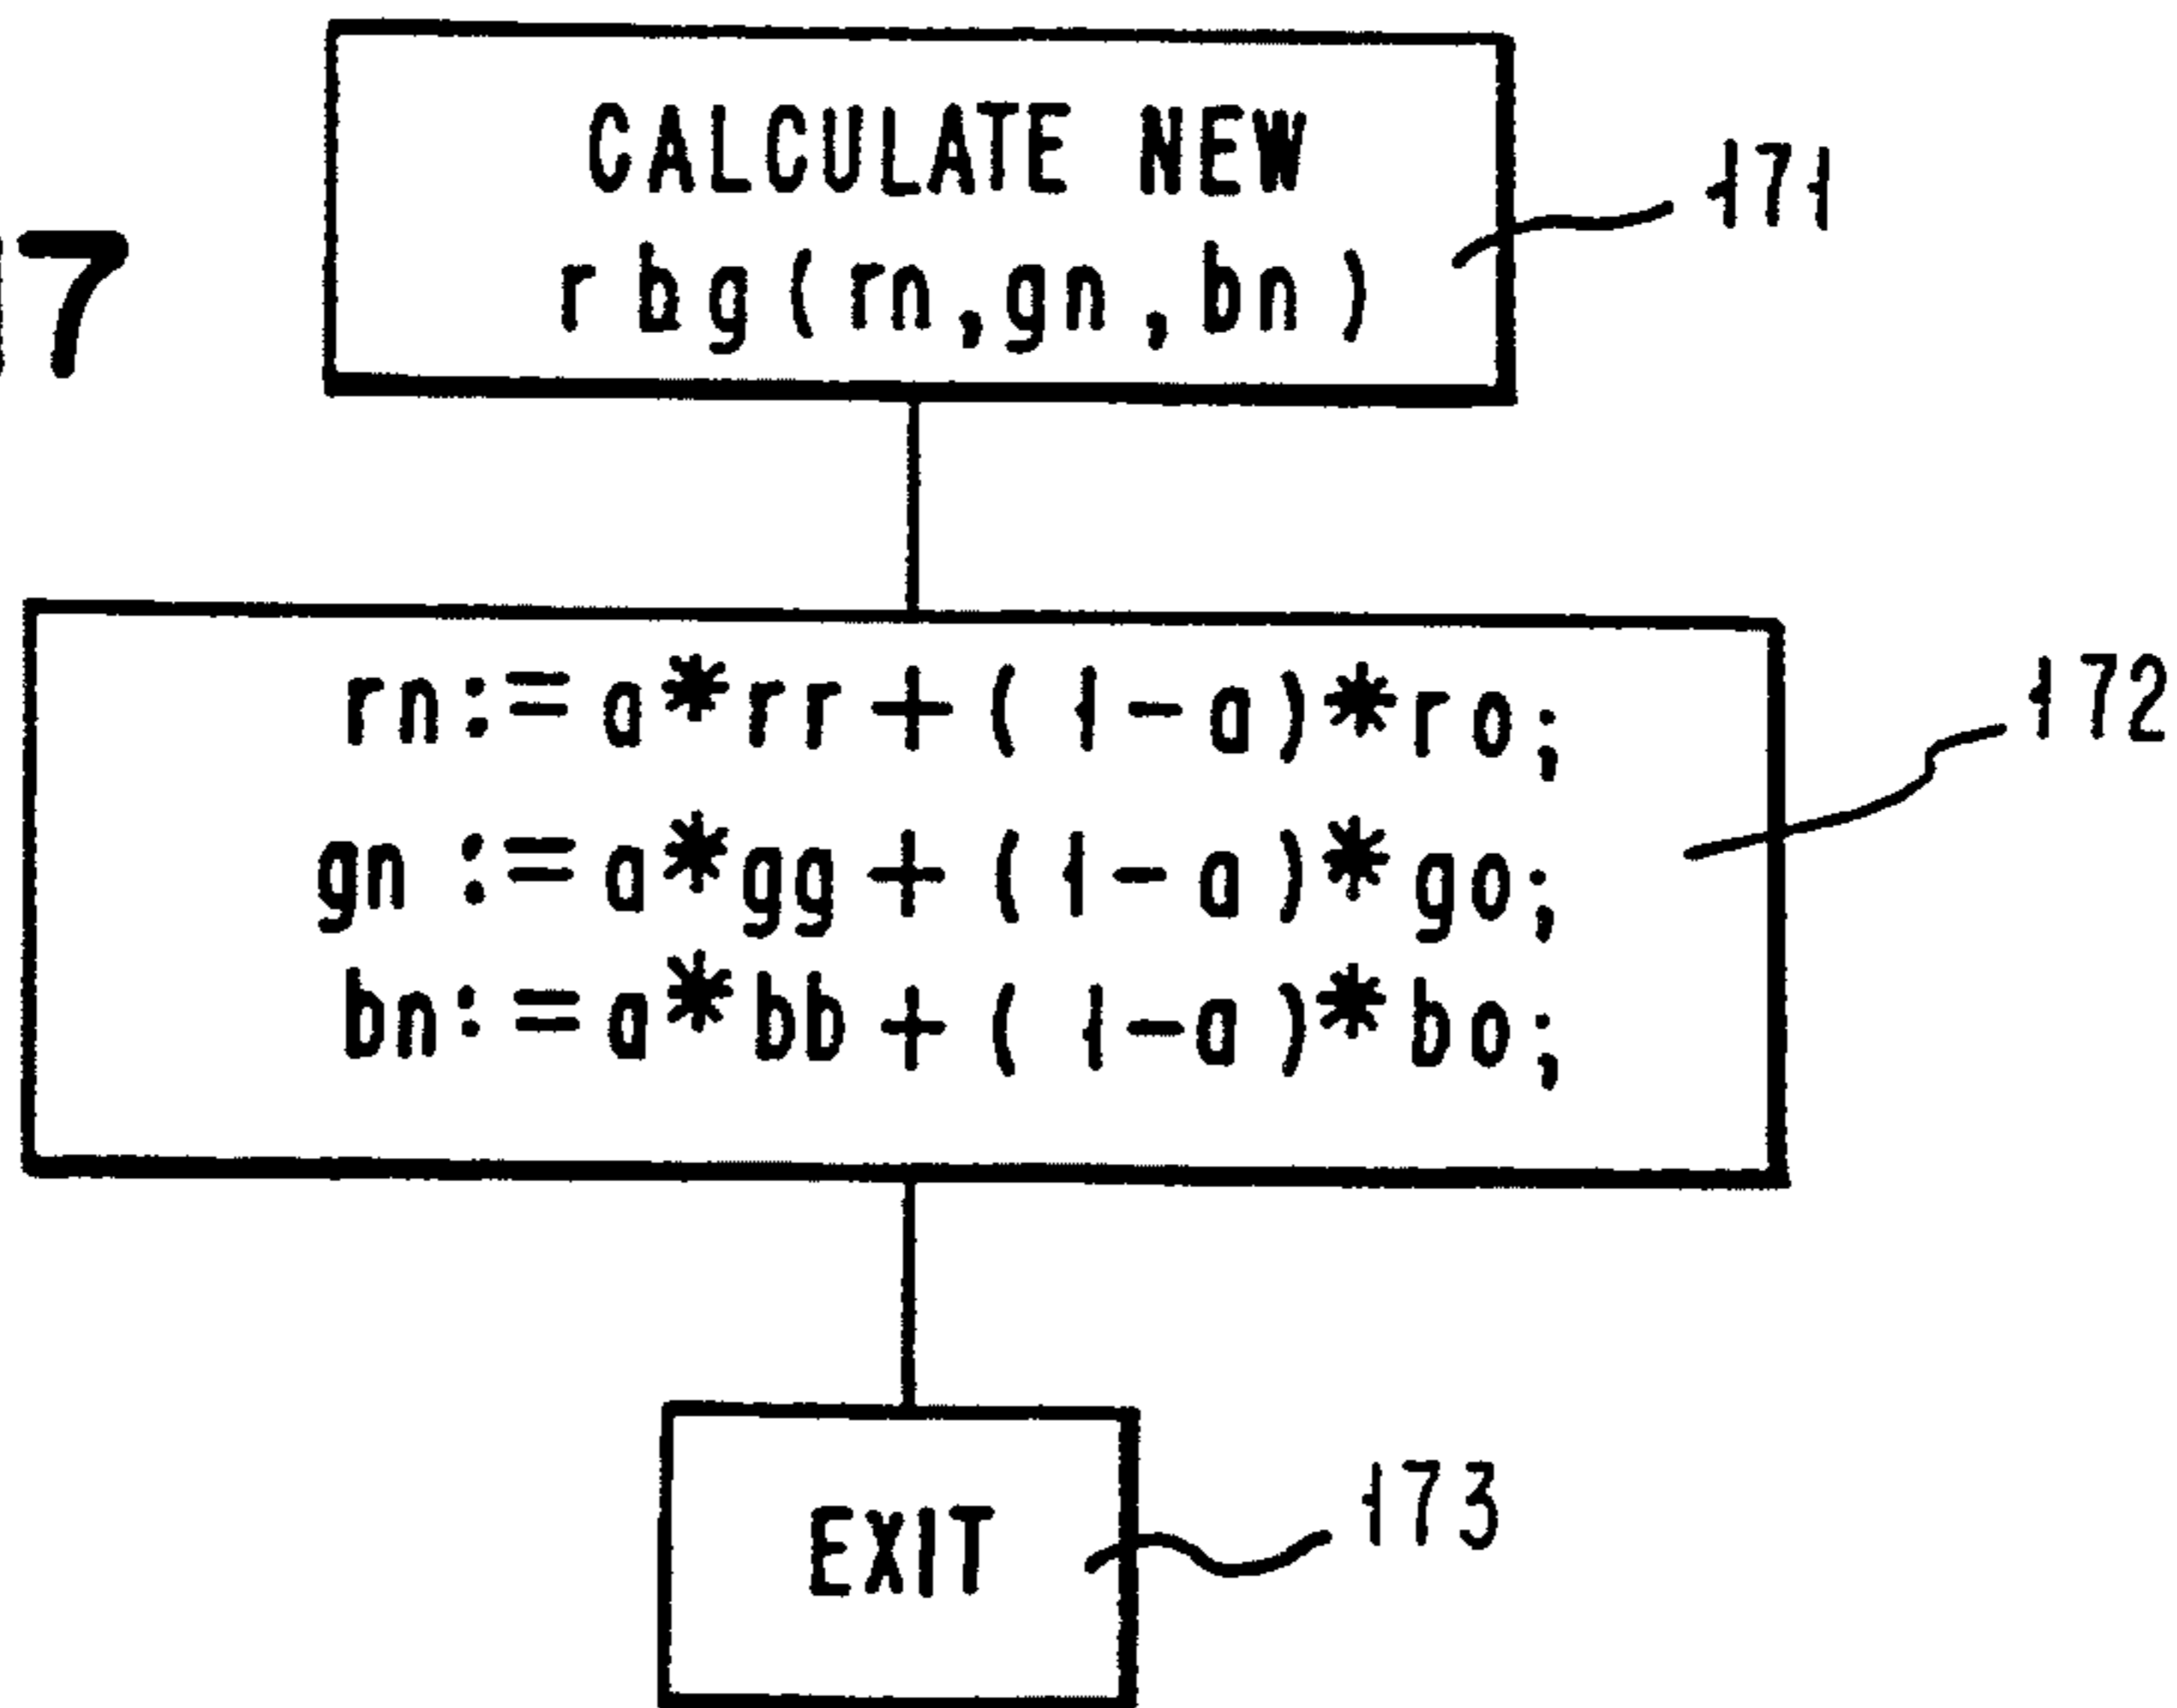 7
CALCULATE NEW
r bg (rn,gn,bn)
171
rn:= a*rr + (1-a)*ro;
gn := a*gg + (1-a)*go;
bn:= a*bb + (1-a)*bo;
172
EXIT
173